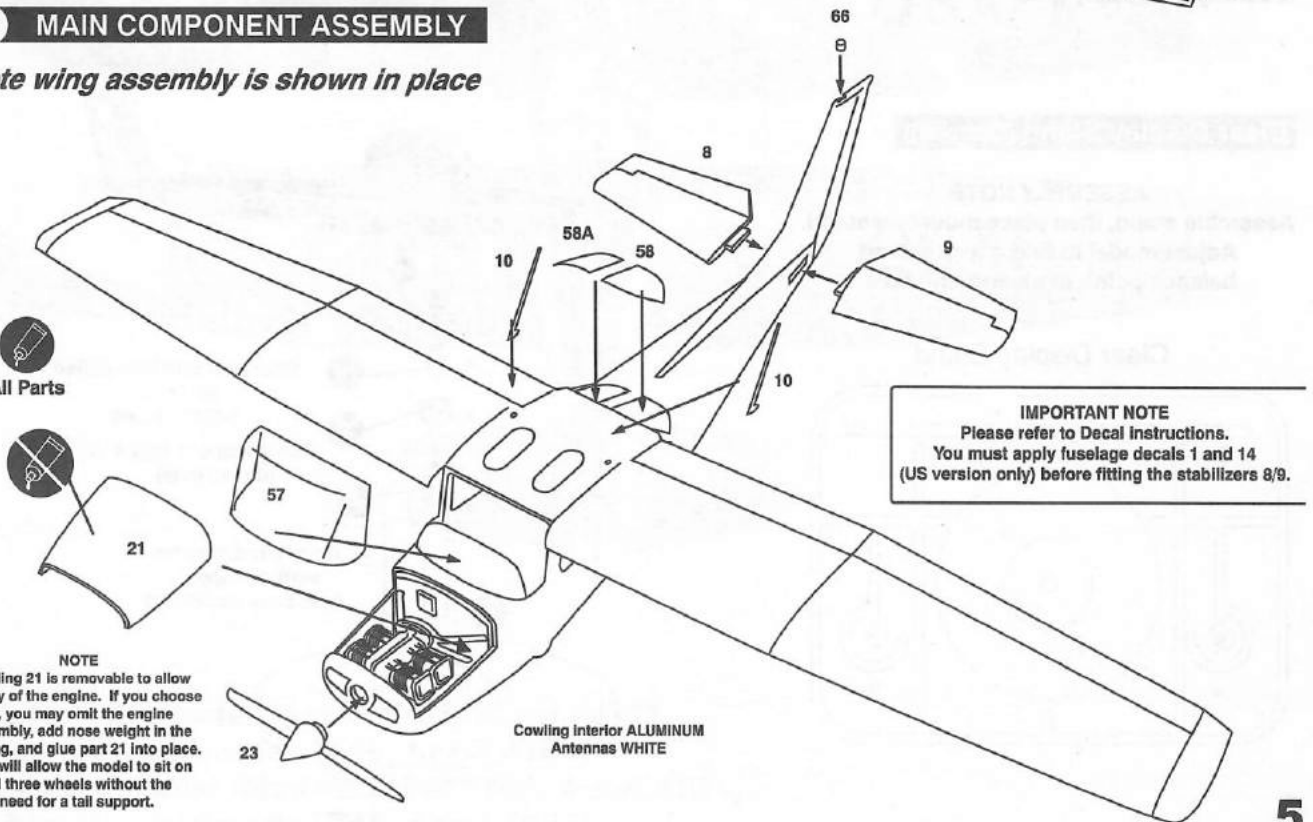 MAIN COMPONENT ASSEMBLY
te wing assembly is shown in place
66
8
58A
58
10
9
10
All Parts
IMPORTANT NOTE
Please refer to Decal Instructions.
You must apply fuselage decals 1 and 14
(US version only) before fitting the stabilizers 8/9.
57
21
NOTE
ling 21 is removable to allow
y of the engine. If you choose
, you may omit the engine
mbly, add nose weight in the
g, and glue part 21 into place.
will allow the model to sit on
l three wheels without the
need for a tail support.
23
Cowling Interior ALUMINUM
Antennas WHITE
5